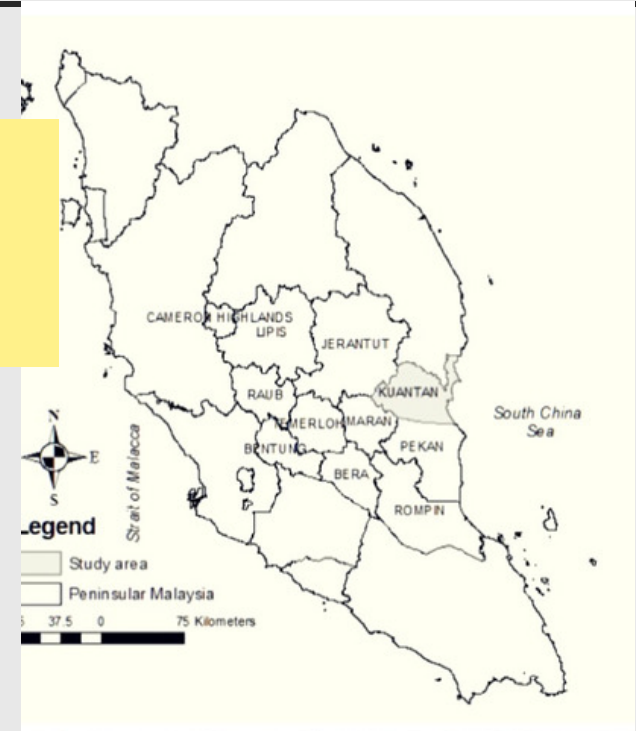 CAMERON HIGHLANDS
LIPIS
JERANTUT
RAUB
KUANTAN
TEMERLOH
MARAN
BENTUNG
PEKAN
BERA
ROMPIN
South China
Sea
Strait of Malacca
N
E
S
Legend
Study area
Peninsular Malaysia
37.5 0 75 Kilometers